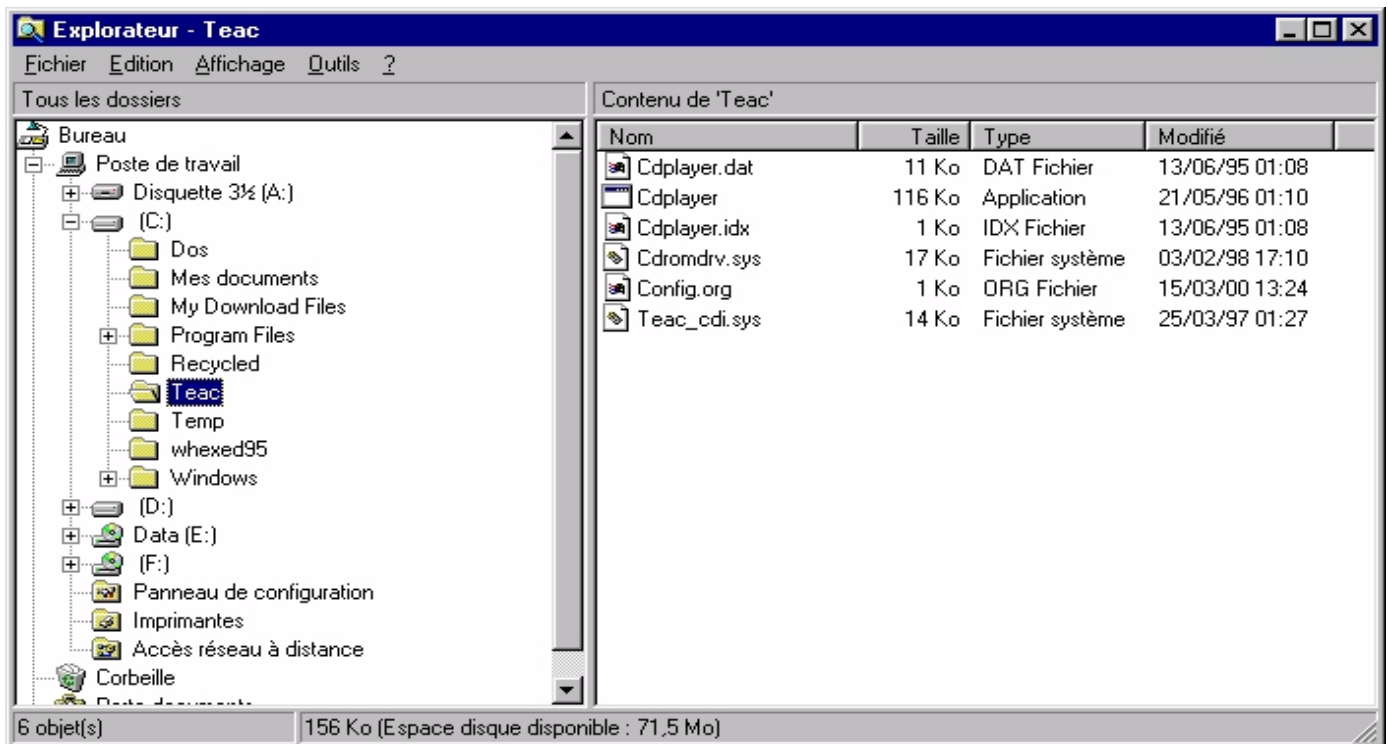 Explorateur - Teac
Fichier Edition Affichage Outils ?
Tous les dossiers
Contenu de 'Teac'
Bureau
Poste de travail
Disquette 3½ (A:)
(C:)
Dos
Mes documents
My Download Files
Program Files
Recycled
Teac
Temp
whexed95
Windows
(D:)
Data (E:)
(F:)
Panneau de configuration
Imprimantes
Accès réseau à distance
Corbeille
Nom Taille Type Modifié
Cdplayer.dat 11 Ko DAT Fichier 13/06/95 01:08
Cdplayer 116 Ko Application 21/05/96 01:10
Cdplayer.idx 1 Ko IDX Fichier 13/06/95 01:08
Cdromdrv.sys 17 Ko Fichier système 03/02/98 17:10
Config.org 1 Ko ORG Fichier 15/03/00 13:24
Teac_cdi.sys 14 Ko Fichier système 25/03/97 01:27
6 objet(s)
156 Ko (Espace disque disponible : 71,5 Mo)